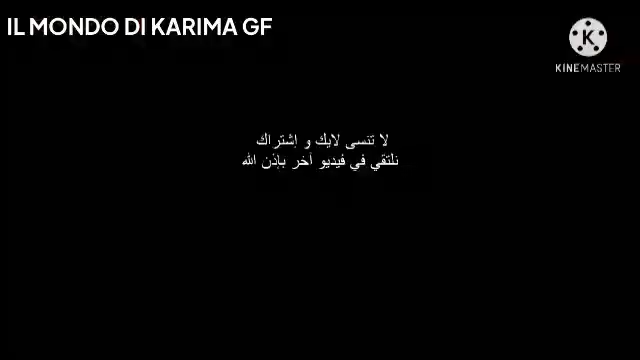 IL MONDO DI KARIMA GF
KINEMASTER
لا تنسى لايك و إشتراك
نلتقي في فيديو آخر بإذن الله